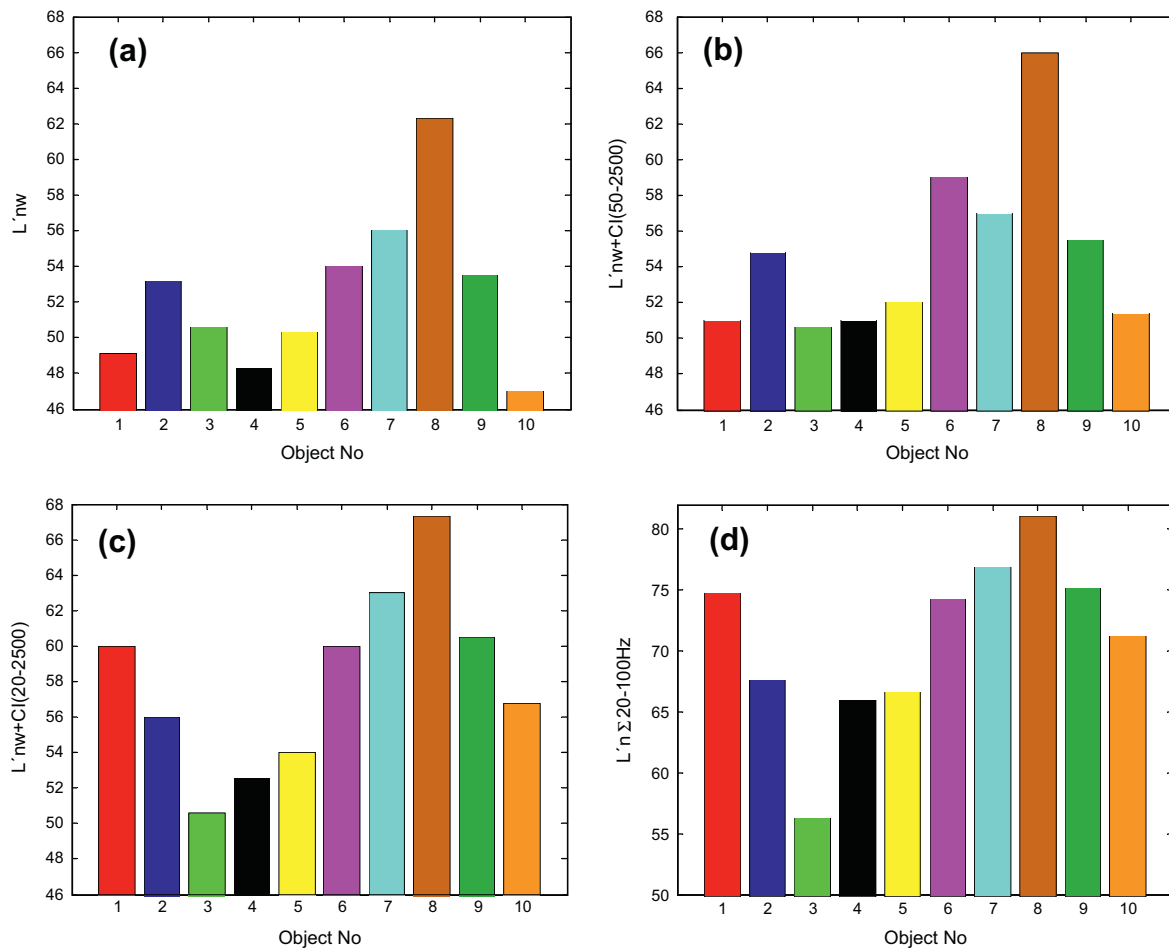 (a)
L´nw
68
66
64
62
60
58
56
54
52
50
48
46
1 2 3 4 5 6 7 8 9 10
Object No
(b)
L´nw+CI(50-2500)
68
66
64
62
60
58
56
54
52
50
48
46
1 2 3 4 5 6 7 8 9 10
Object No
(c)
L´nw+CI(20-2500)
68
66
64
62
60
58
56
54
52
50
48
46
1 2 3 4 5 6 7 8 9 10
Object No
(d)
L´n Σ20-100Hz
80
75
70
65
60
55
50
1 2 3 4 5 6 7 8 9 10
Object No